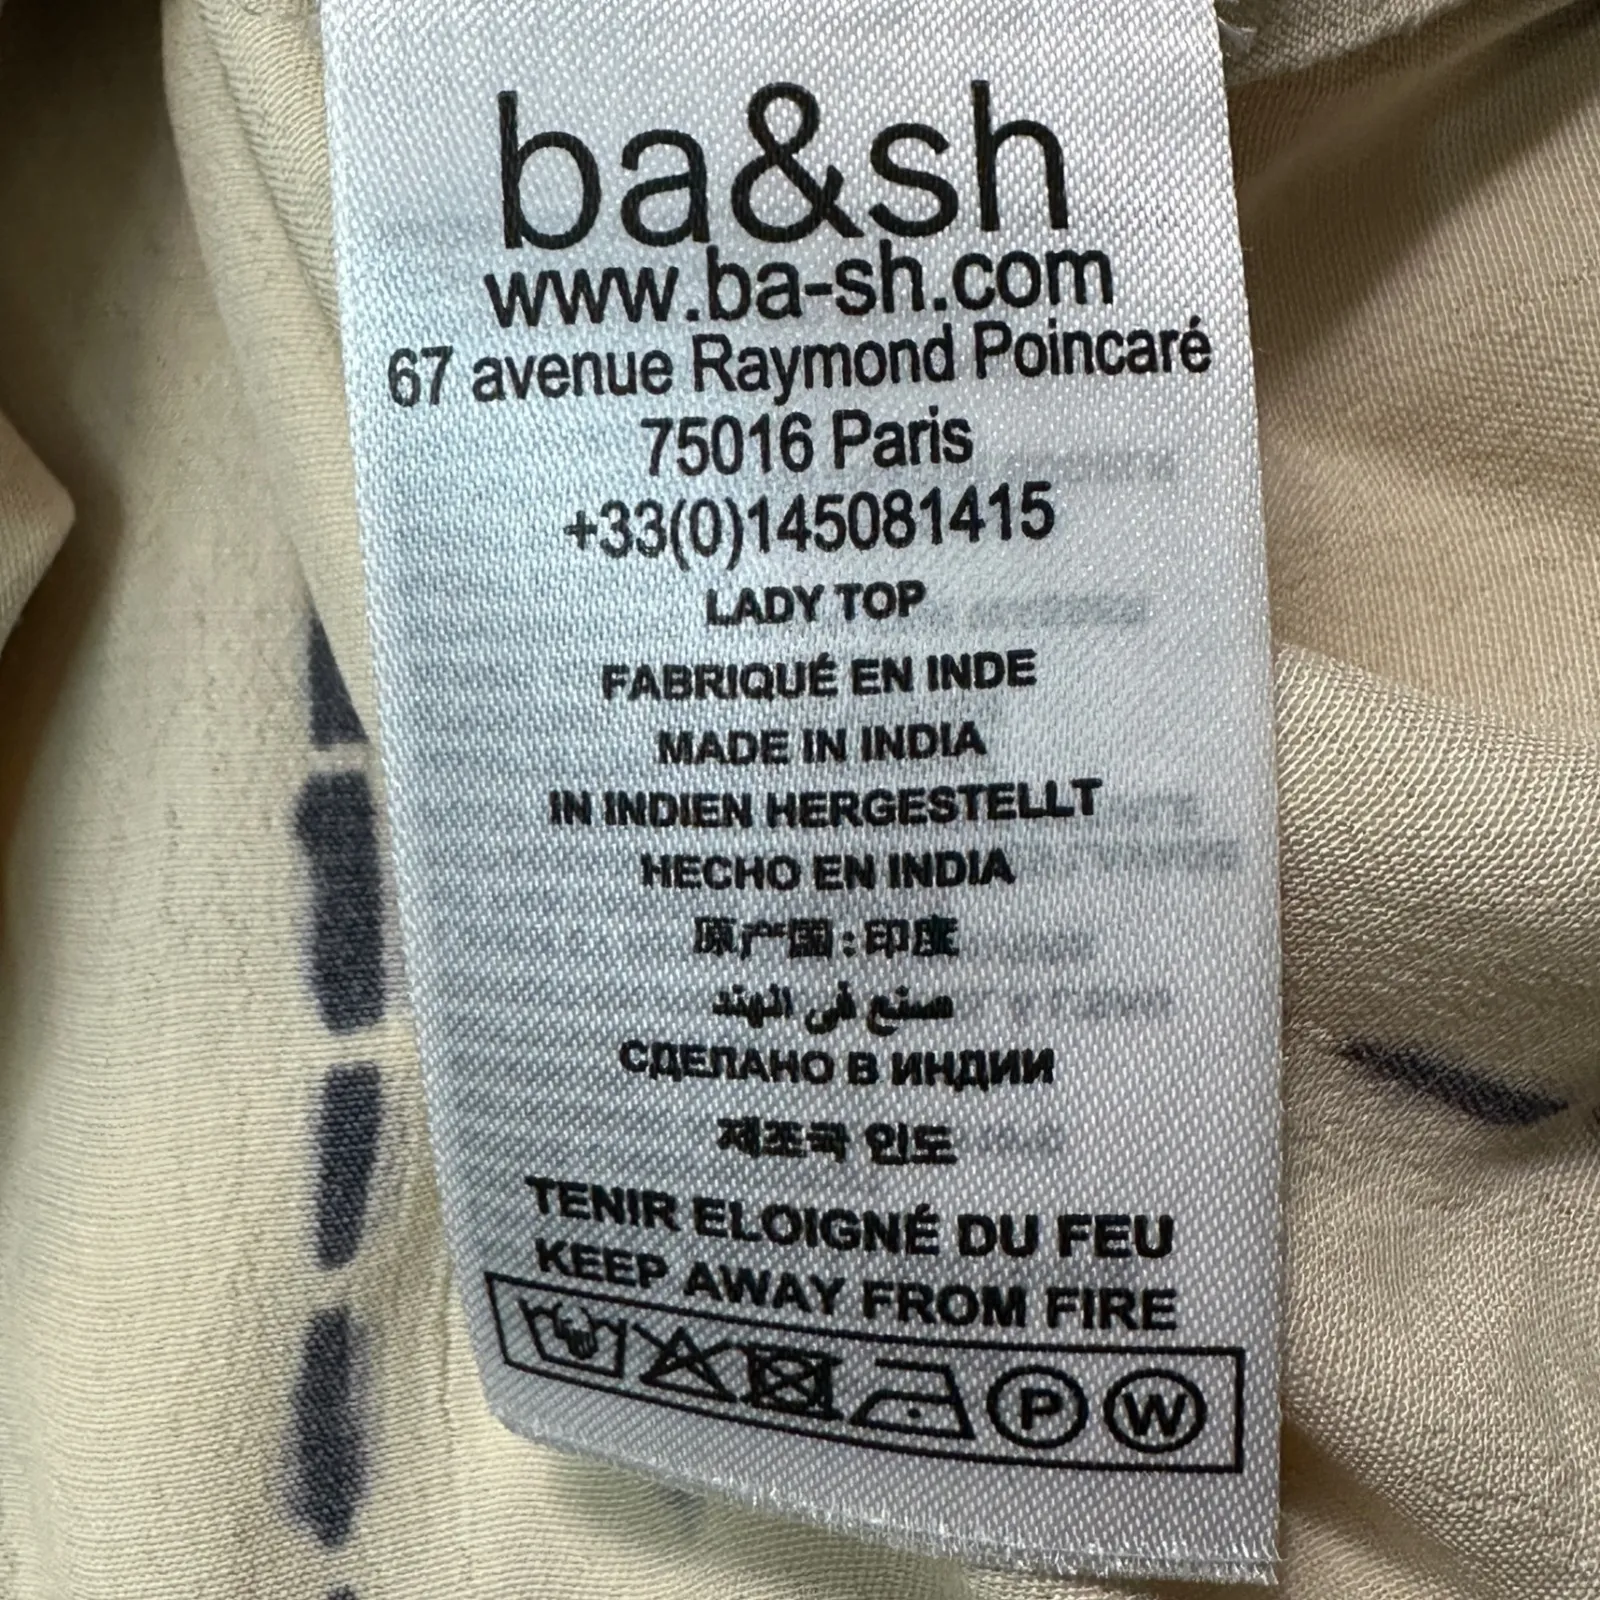 ba&sh
www.ba-sh.com
67 avenue Raymond Poincaré
75016 Paris
+33(0)145081415
LADY TOP
FABRIQUÉ EN INDE
MADE IN INDIA
IN INDIEN HERGESTELLT
HECHO EN INDIA
原产国:印度
صنع في الهند
СДЕЛАНО В ИНДИИ
제조국 인도
TENIR ELOIGNÉ DU FEU
KEEP AWAY FROM FIRE
P W